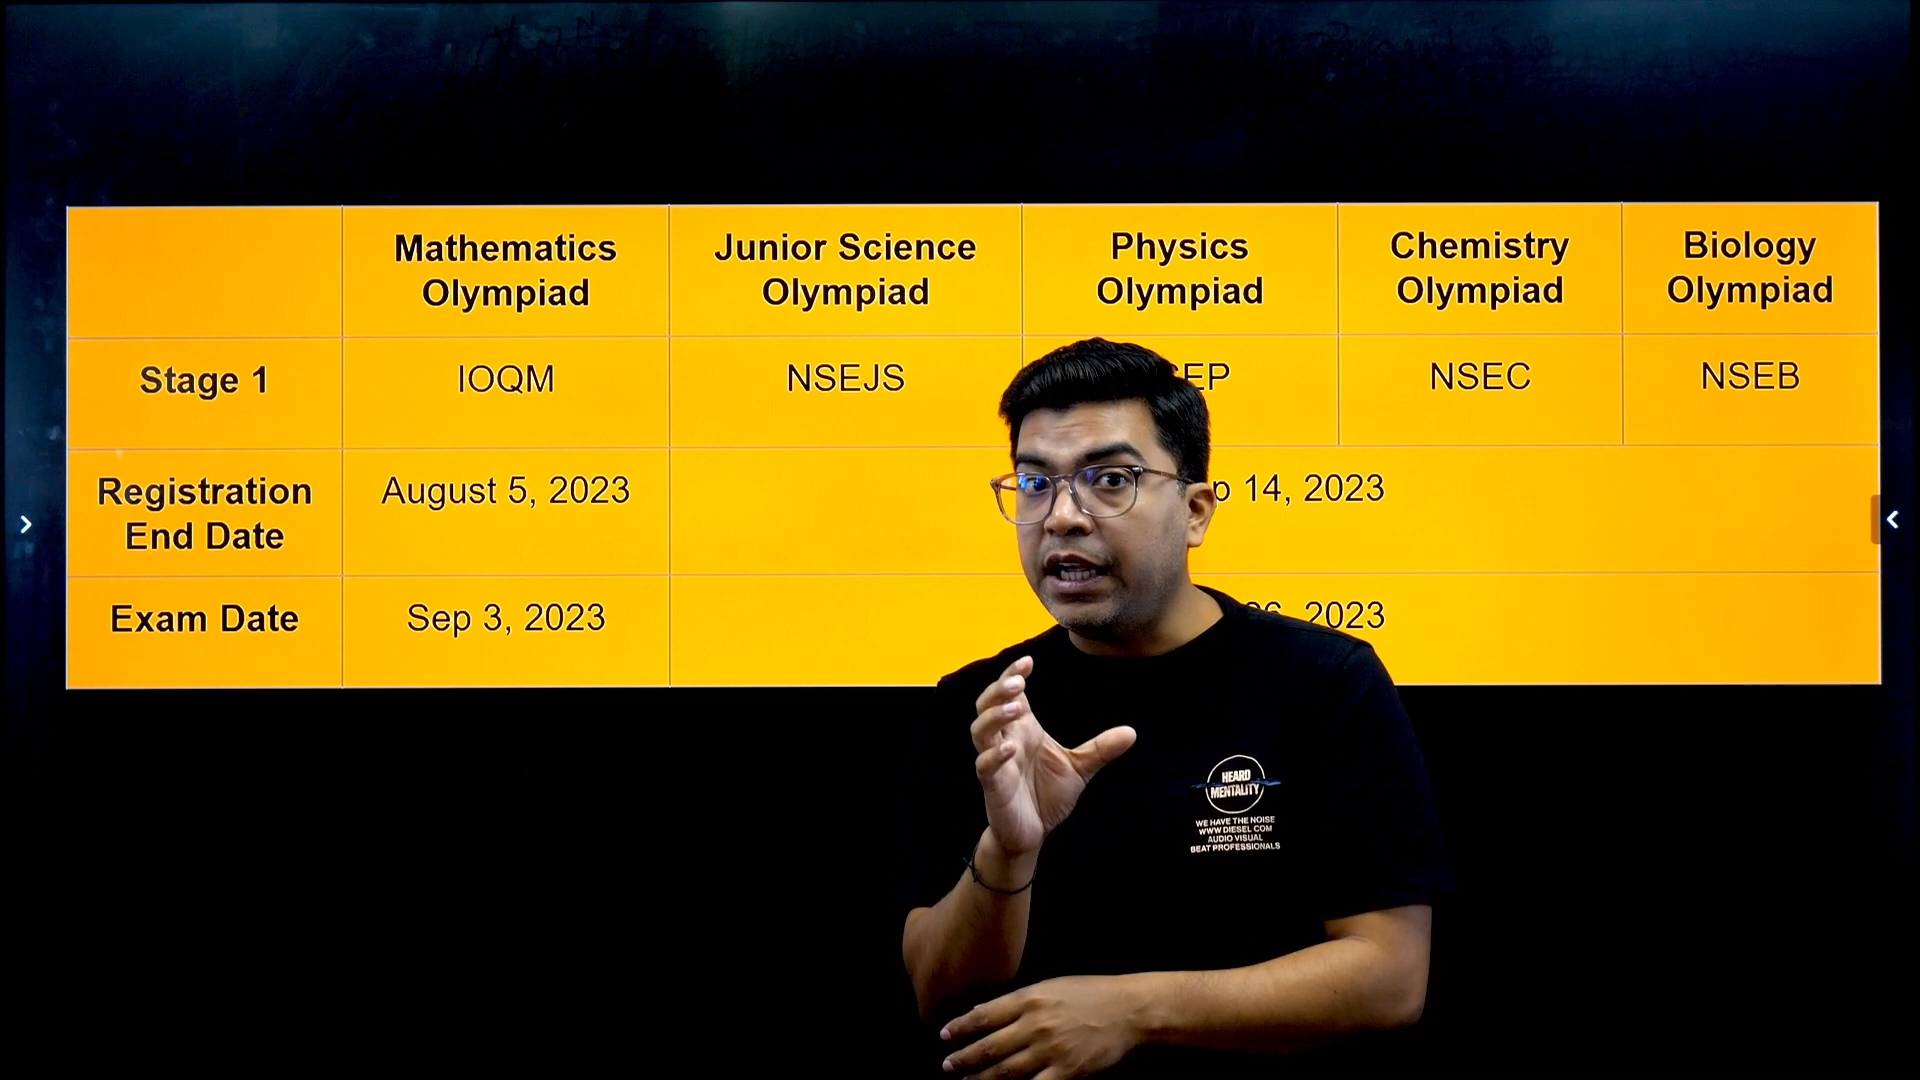 Mathematics Olympiad
Junior Science Olympiad
Physics Olympiad
Chemistry Olympiad
Biology Olympiad
Stage 1
IOQM
NSEJS
EP
NSEC
NSEB
Registration End Date
August 5, 2023
14, 2023
Exam Date
Sep 3, 2023
2023
HEARD
MENTALITY
WE HAVE THE NOISE
WWW DIESEL COM
AUDIO VISUAL
BEAT PROFESSIONALS